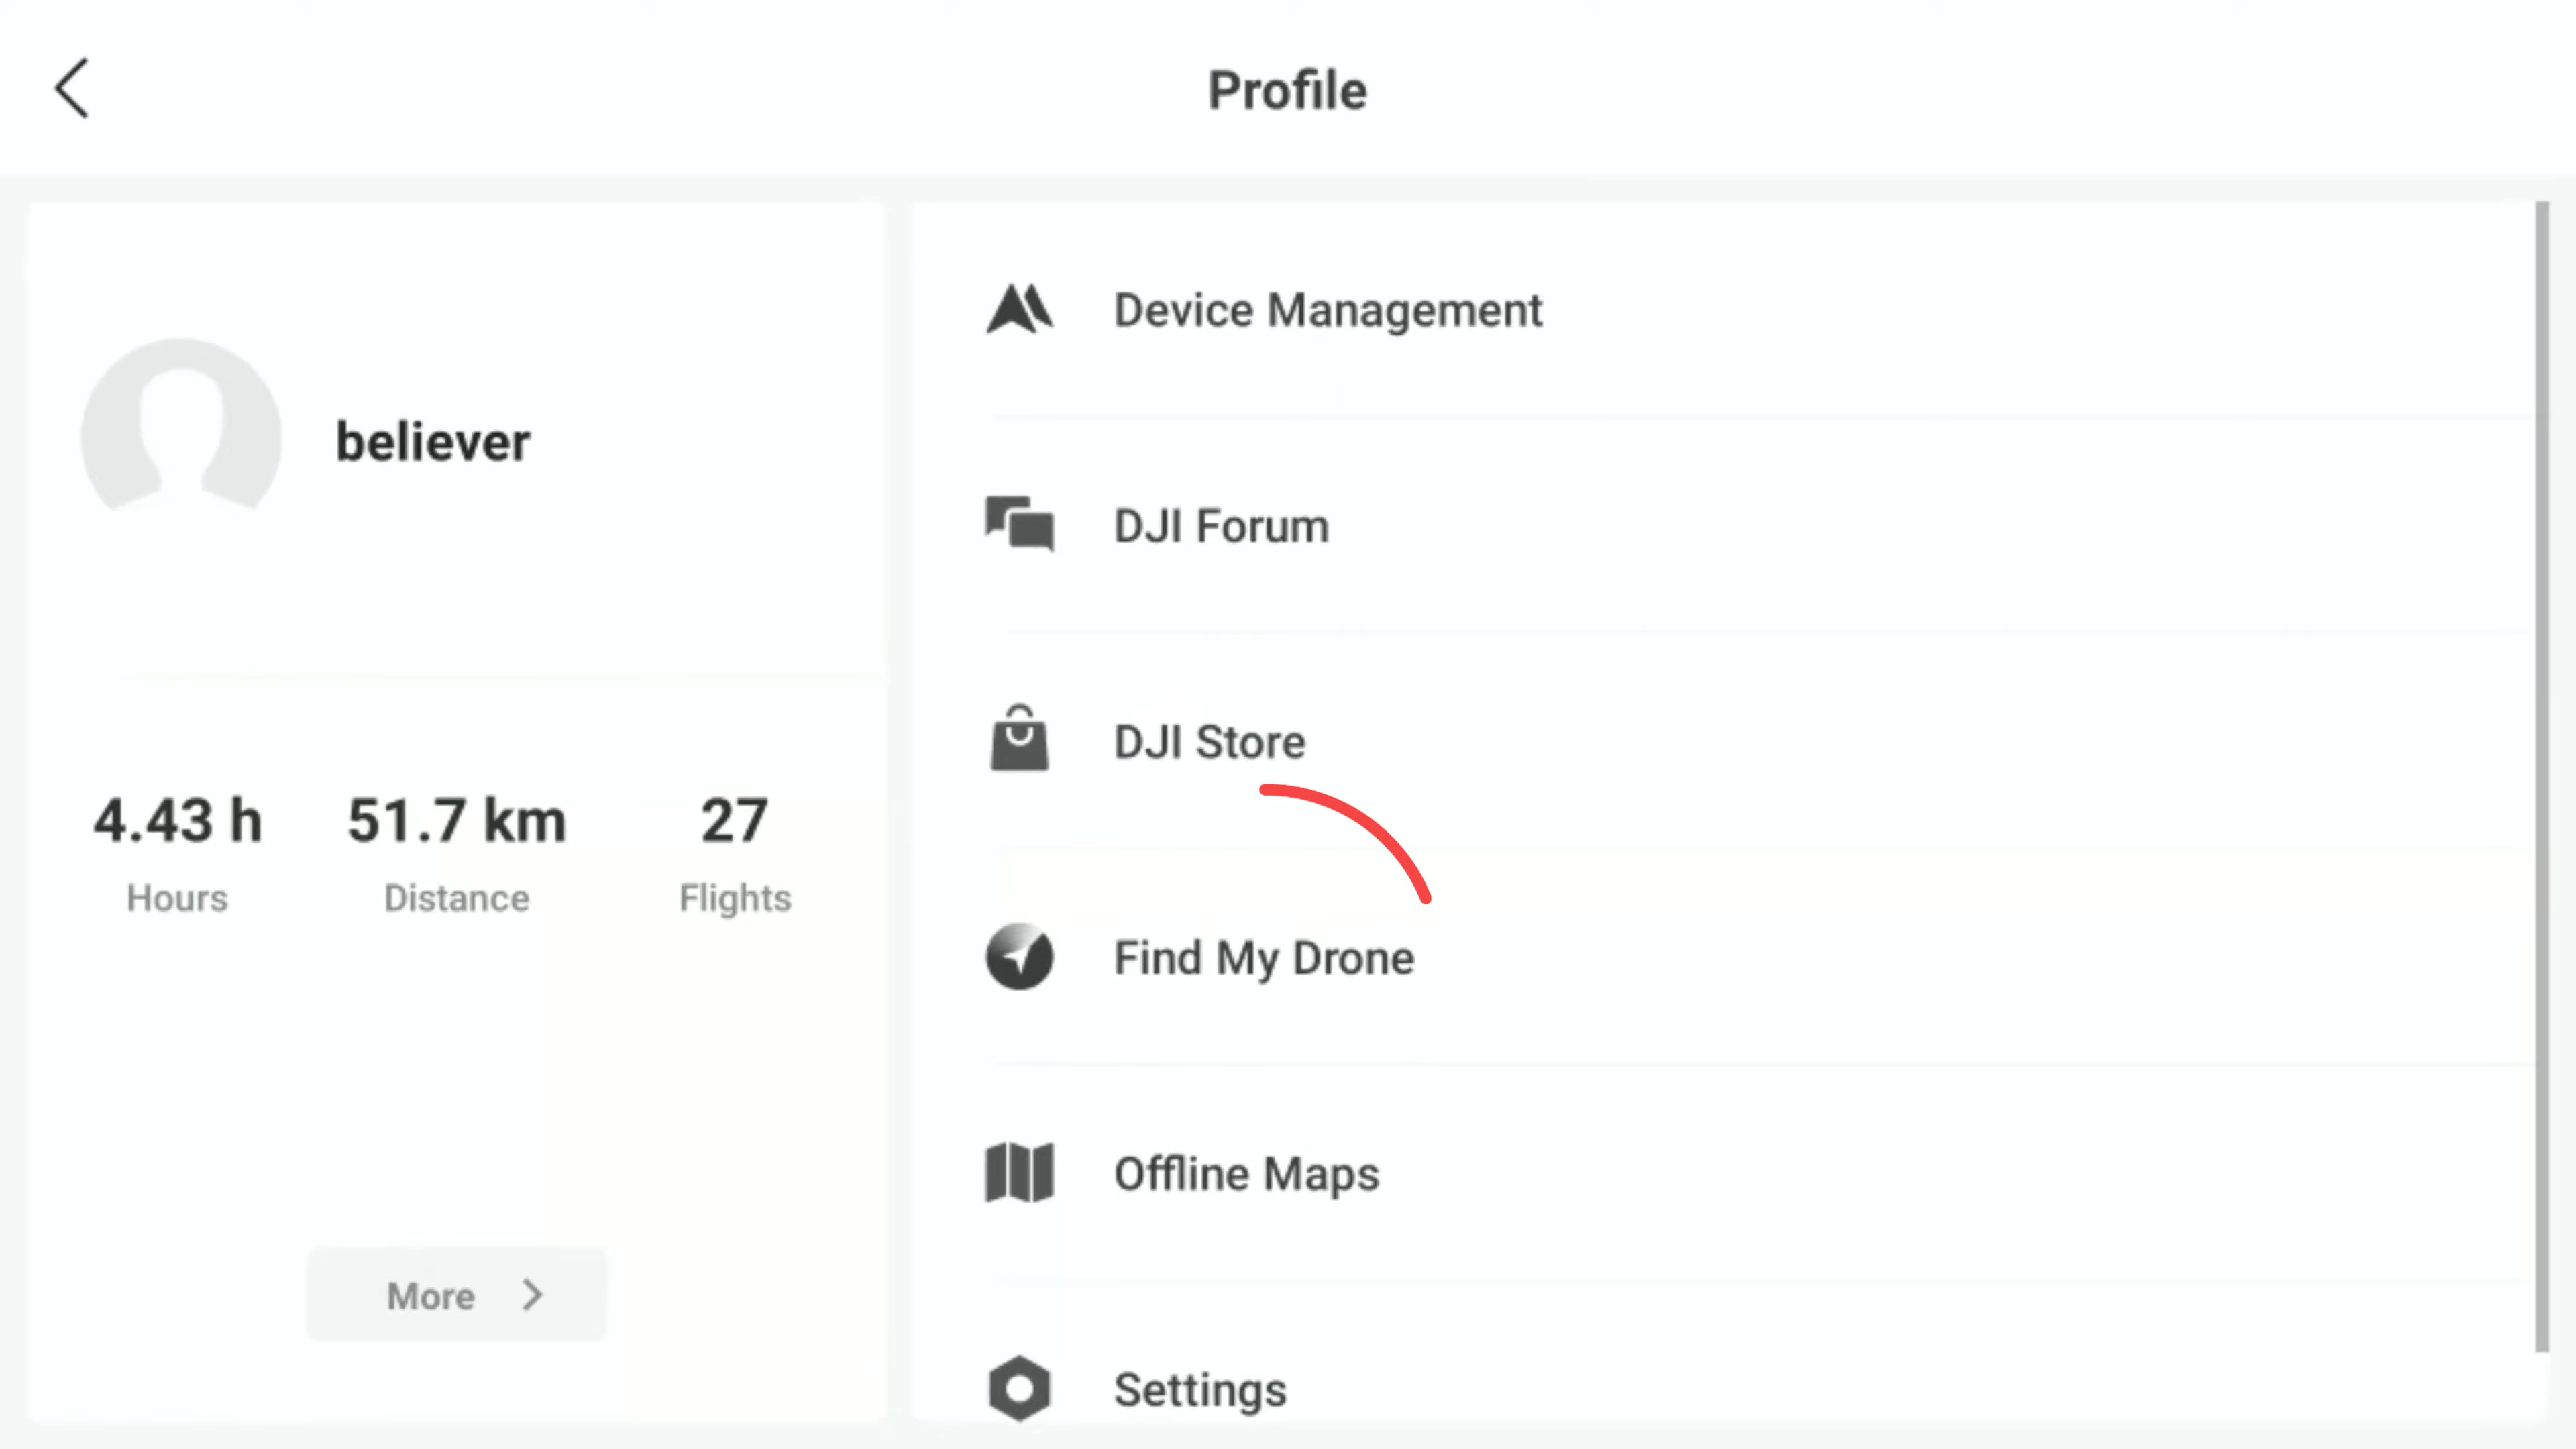 Profile
believer
4.43 h
Hours
51.7 km
Distance
27
Flights
More
Device Management
DJI Forum
DJI Store
Find My Drone
Offline Maps
Settings